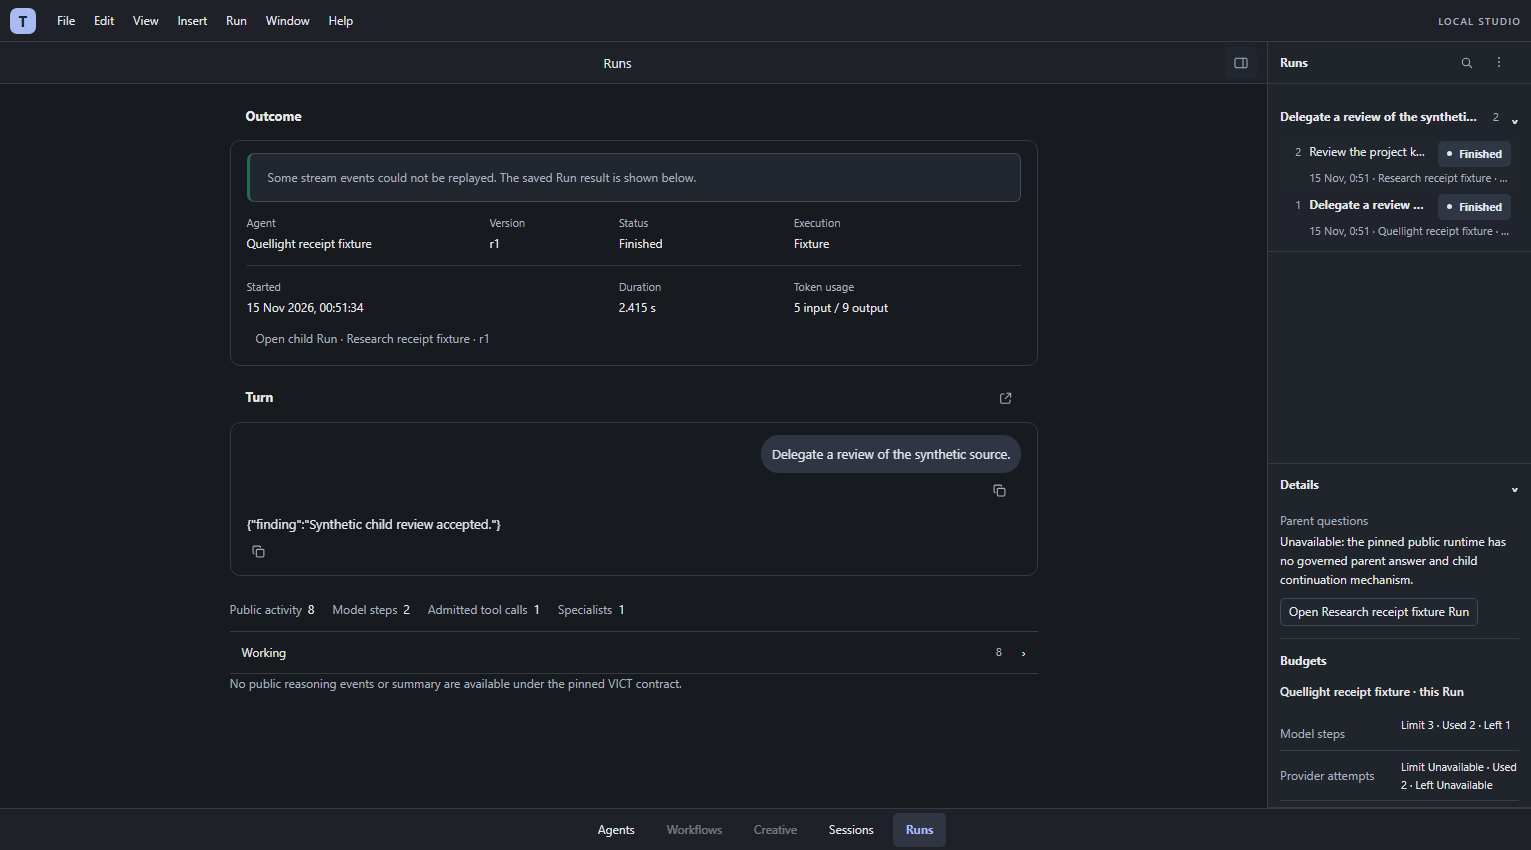 T File Edit View Insert Run Window Help LOCAL STUDIO
Runs
Outcome
Some stream events could not be replayed. The saved Run result is shown below.
Agent Version Status Execution
Quellight receipt fixture r1 Finished Fixture
Started Duration Token usage
15 Nov 2026, 00:51:34 2.415 s 5 input / 9 output
Open child Run · Research receipt fixture · r1
Turn
Delegate a review of the synthetic source.
{"finding":"Synthetic child review accepted."}
Public activity 8 Model steps 2 Admitted tool calls 1 Specialists 1
Working 8
No public reasoning events or summary are available under the pinned VICT contract.
Runs
Delegate a review of the syntheti... 2
2 Review the project k... • Finished
15 Nov, 0:51 · Research receipt fixture · ...
1 Delegate a review ... • Finished
15 Nov, 0:51 · Quellight receipt fixture · ...
Details
Parent questions
Unavailable: the pinned public runtime has
no governed parent answer and child
continuation mechanism.
Open Research receipt fixture Run
Budgets
Quellight receipt fixture · this Run
Model steps Limit 3 · Used 2 · Left 1
Provider attempts Limit Unavailable · Used
2 · Left Unavailable
Agents Workflows Creative Sessions Runs